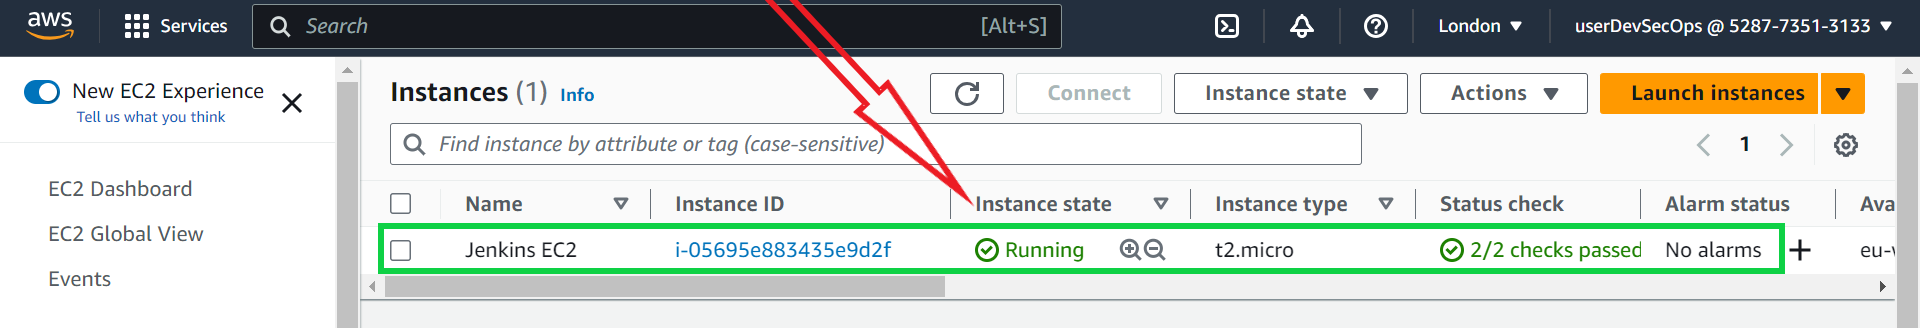 aws Services Search [Alt+S] London userDevSecOps @ 5287-7351-3133
New EC2 Experience
Tell us what you think
EC2 Dashboard
EC2 Global View
Events
Instances (1) Info Connect Instance state Actions Launch instances
Find instance by attribute or tag (case-sensitive) 1
Name Instance ID Instance state Instance type Status check Alarm status Ava
Jenkins EC2 i-05695e883435e9d2f Running t2.micro 2/2 checks passed No alarms eu-w